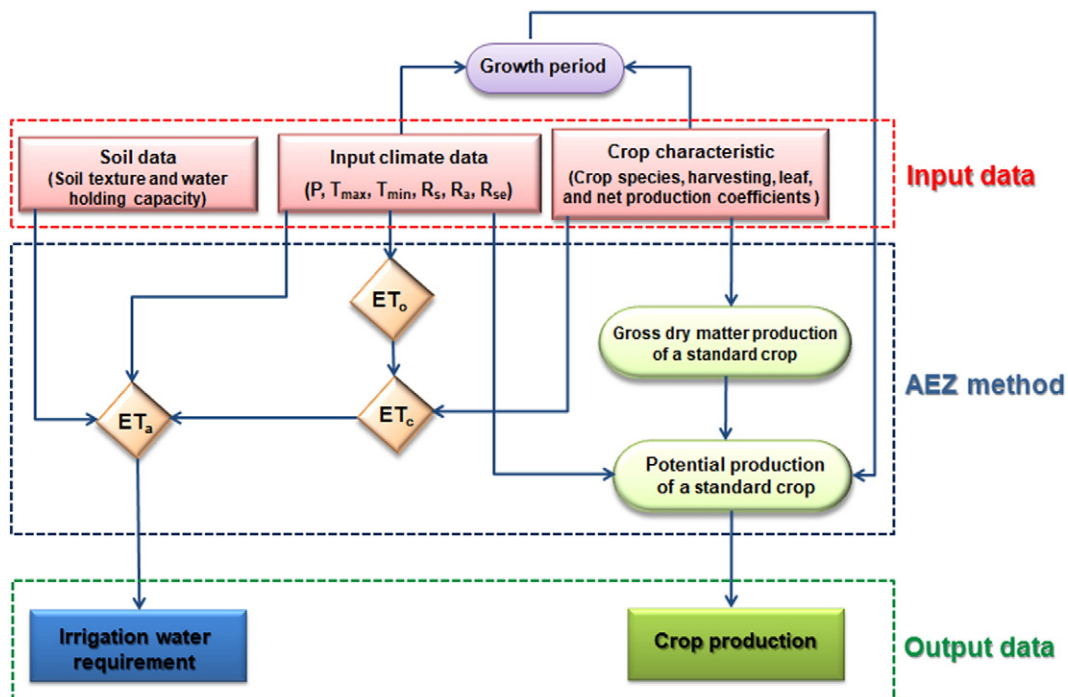 Growth period
Soil data
(Soil texture and water
holding capacity)
Input climate data
(P, Tmax, Tmin, Rs, Ra, Rse)
Crop characteristic
(Crop species, harvesting, leaf,
and net production coefficients)
Input data
ETo
Gross dry matter production
of a standard crop
AEZ method
ETa
ETc
Potential production
of a standard crop
Irrigation water
requirement
Crop production
Output data